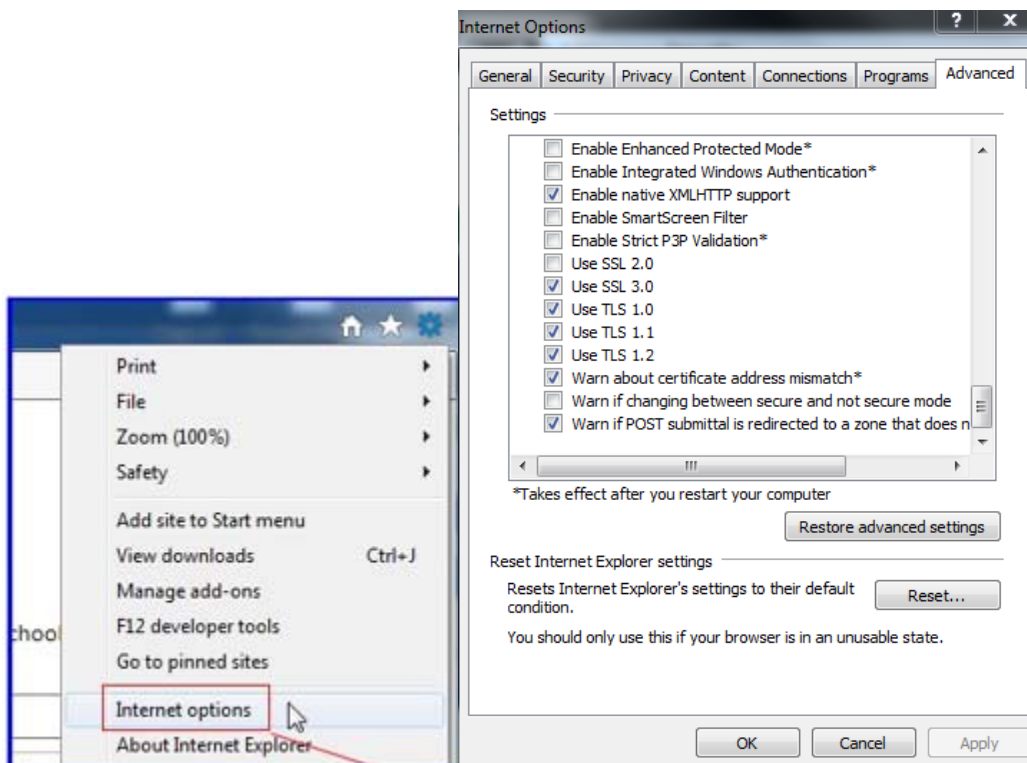 Print
File
Zoom (100%)
Safety
Add site to Start menu
View downloads Ctrl+J
Manage add-ons
F12 developer tools
Go to pinned sites
Internet options
About Internet Explorer
chool
Internet Options
? X
General Security Privacy Content Connections Programs Advanced
Settings
Enable Enhanced Protected Mode*
Enable Integrated Windows Authentication*
Enable native XMLHTTP support
Enable SmartScreen Filter
Enable Strict P3P Validation*
Use SSL 2.0
Use SSL 3.0
Use TLS 1.0
Use TLS 1.1
Use TLS 1.2
Warn about certificate address mismatch*
Warn if changing between secure and not secure mode
Warn if POST submittal is redirected to a zone that does n
*Takes effect after you restart your computer
Restore advanced settings
Reset Internet Explorer settings
Resets Internet Explorer's settings to their default
condition.
Reset...
You should only use this if your browser is in an unusable state.
OK Cancel Apply